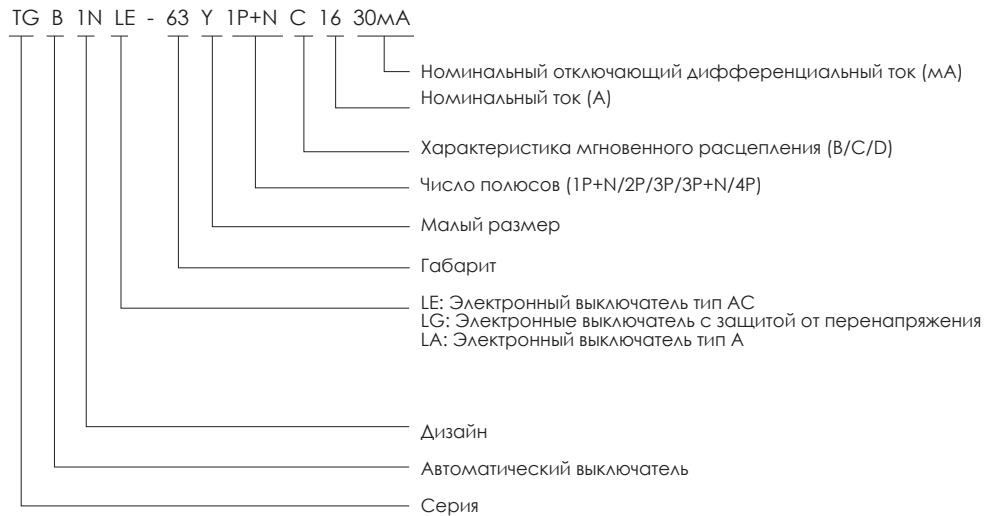 TG B 1N LE - 63 Y 1P+N C 16 30мА
Номинальный отключающий дифференциальный ток (мА)
Номинальный ток (А)
Характеристика мгновенного расцепления (B/C/D)
Число полюсов (1P+N/2P/3P/3P+N/4P)
Малый размер
Габарит
LE: Электронный выключатель тип АС
LG: Электронные выключатель с защитой от перенапряжения
LA: Электронный выключатель тип А
Дизайн
Автоматический выключатель
Серия